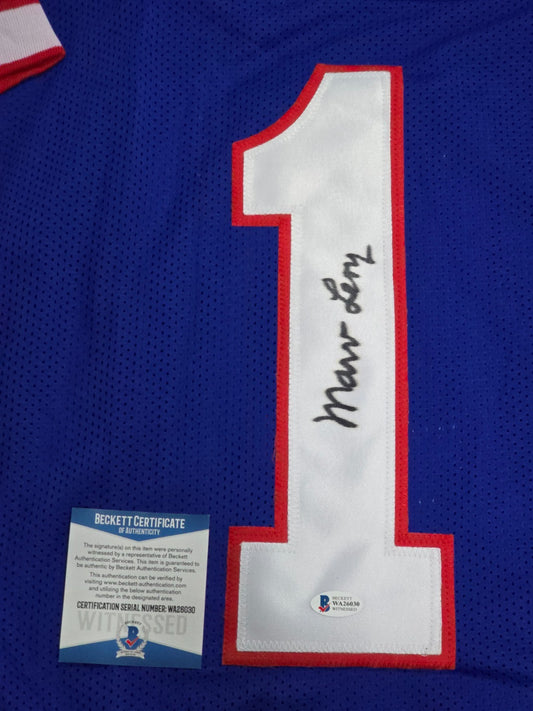 1
Marv Levy
BECKETT CERTIFICATE
OF AUTHENTICITY
The signature(s) on this item were personally
witnessed by a representative of Beckett
Authentication Services. This item is guaranteed
to be authentic by Beckett Authentication Services.
This authentication can be verified by
visiting www.beckett-authentication.com
and utilizing the below authentication number
in the designated area.
CERTIFICATION SERIAL NUMBER: WA26030
WITNESSED
BECKETT
B
B
BECKETT
WA26030
WITNESSED